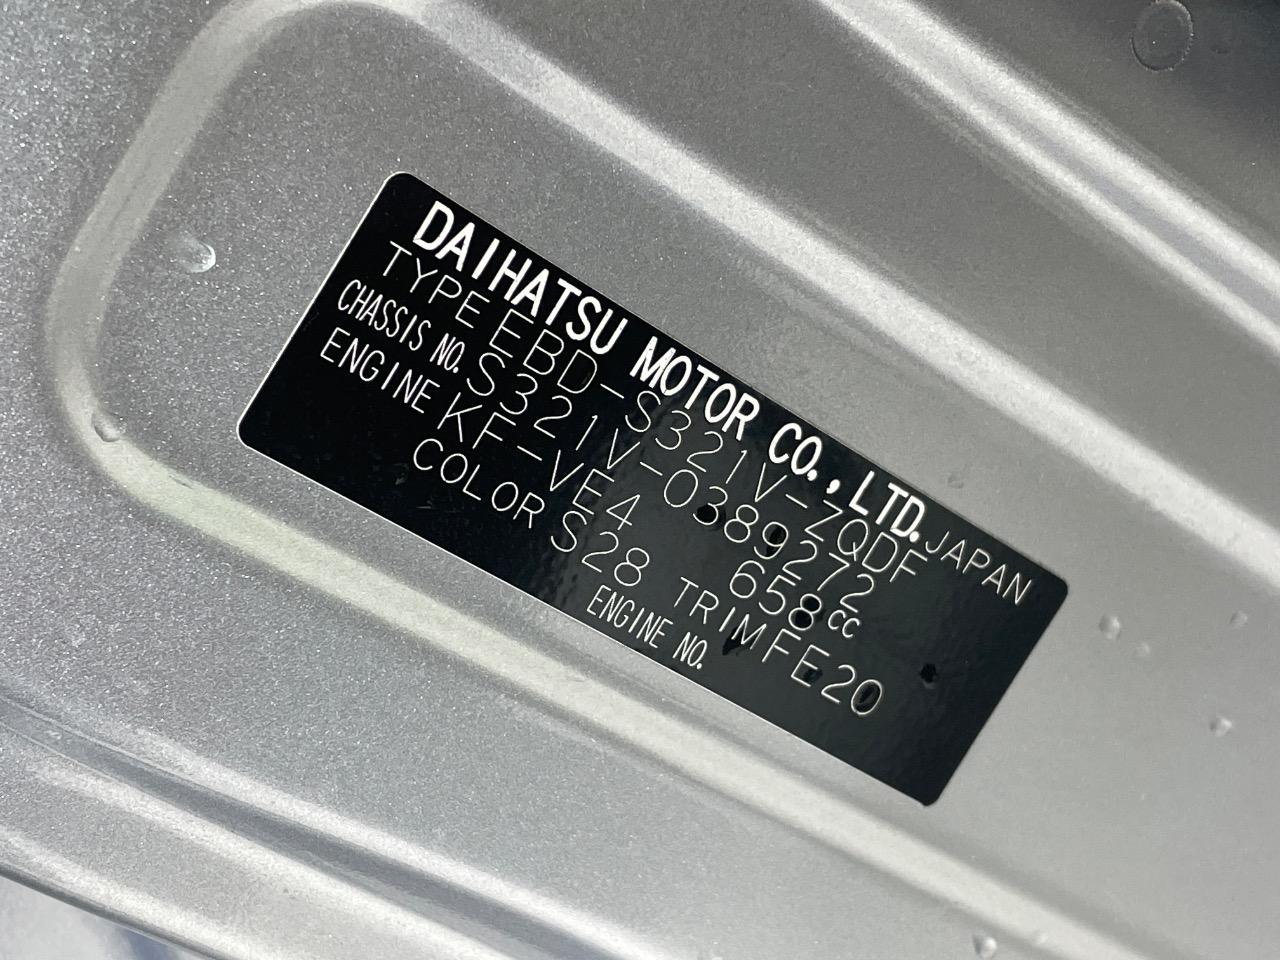 DAIHATSU MOTOR CO., LTD. JAPAN
TYPE EBD-S321V-ZQDF
CHASSIS NO. S321V-0389272
ENGINE KF-VE4 658cc
COLOR S28 TRIM FE20
ENGINE NO.